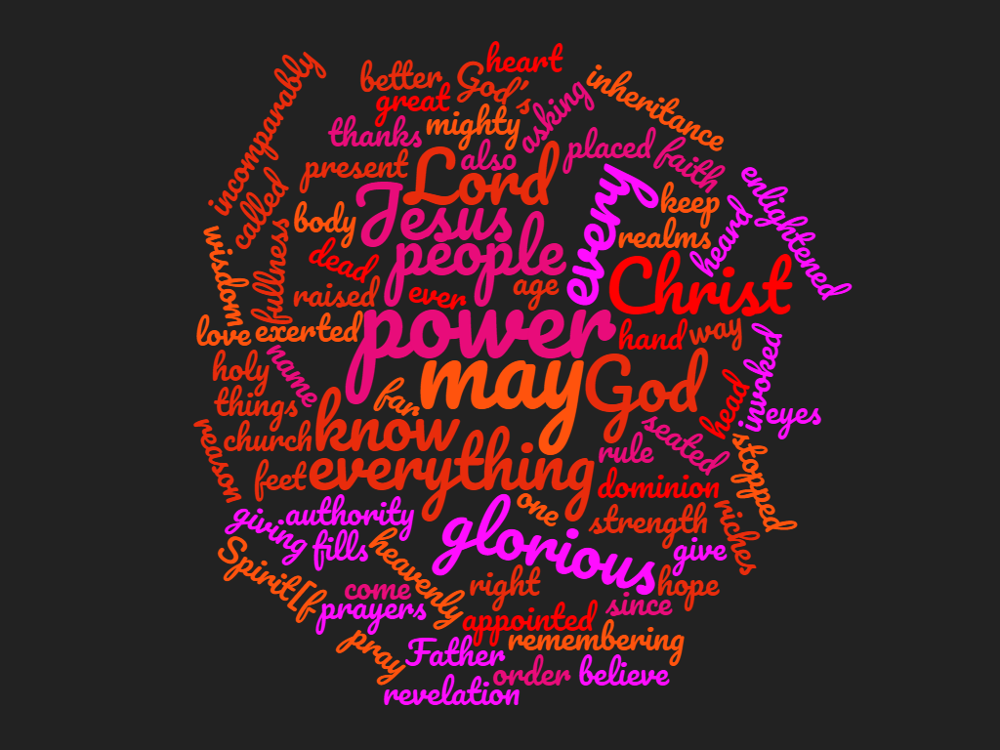 incomparably
better
God's
heart
great
inheritance
thanks
mighty
asking
present
also
placed
faith
Lord
called
Jesus
every
keep
enlightened
body
people
realms
heard
wisdom
fullness
dead
raised
ever
age
Christ
love
exerted
power
hand
way
holy
name
far
may
God
invoked
things
head
eyes
reason
church
know
seated
stopped
feet
everything
rule
dominion
giving
authority
one
strength
riches
fills
heavenly
glorious
give
Spirit[f
come
right
since
hope
prayers
appointed
pray
Father
remembering
order
believe
revelation